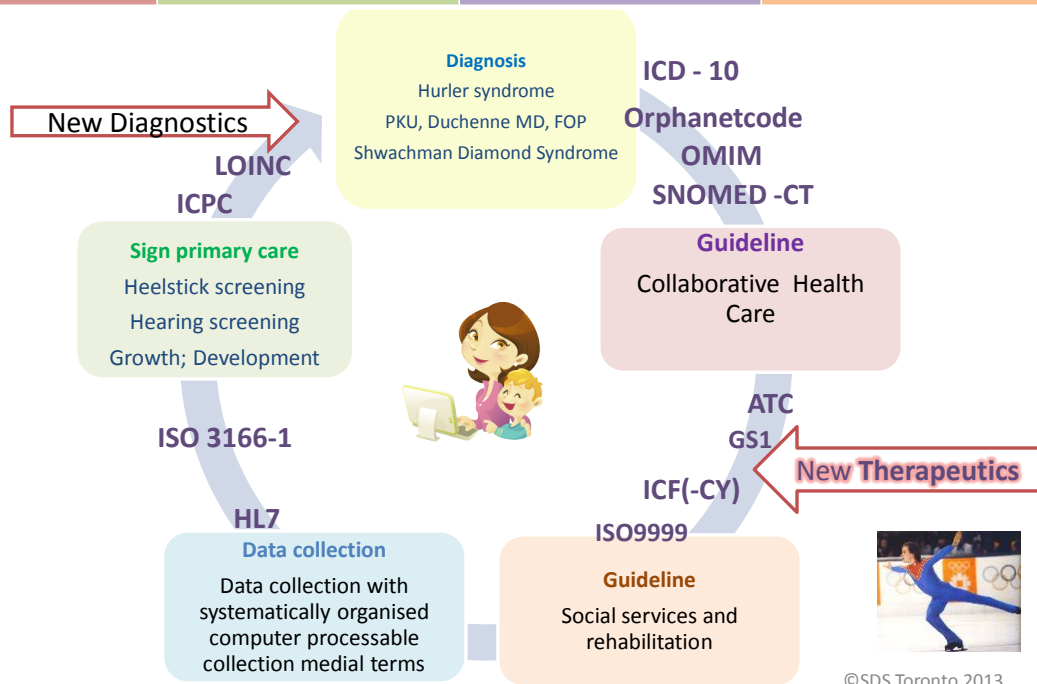 Diagnosis
Hurler syndrome
PKU, Duchenne MD, FOP
Shwachman Diamond Syndrome
ICD - 10
Orphanetcode
OMIM
SNOMED -CT
Guideline
Collaborative Health
Care
ATC
GS1
New Therapeutics
ICF(-CY)
ISO9999
Guideline
Social services and
rehabilitation
Data collection
Data collection with
systematically organised
computer processable
collection medial terms
HL7
ISO 3166-1
Sign primary care
Heelstick screening
Hearing screening
Growth; Development
ICPC
LOINC
New Diagnostics
©SDS Toronto 2013